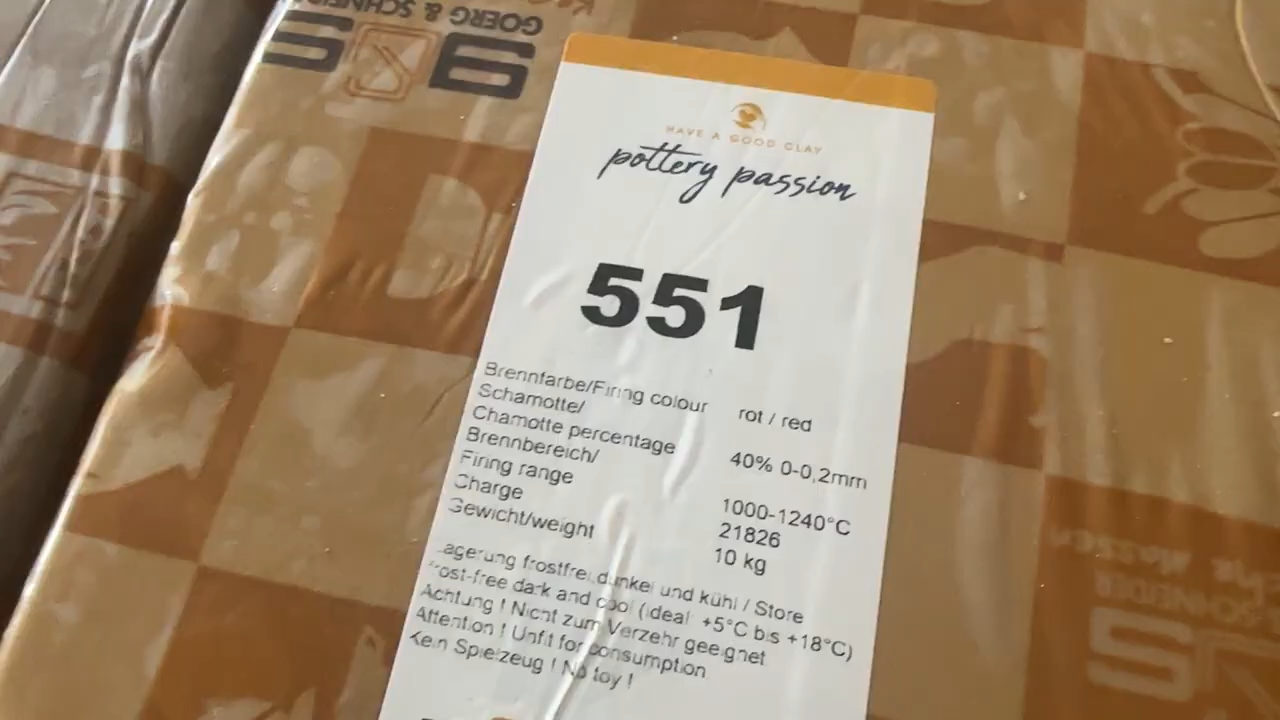 GOERG & SCHNEIDER
HAVE A GOOD CLAY
pottery passion
551
Brennfarbe/Firing colour rot / red
Schamotte/
Chamotte percentage 40% 0-0,2mm
Brennbereich/
Firing range 1000-1240°C
Charge 21826
Gewicht/weight 10 kg
Lagerung frostfrei, dunkel und kühl / Store
frost-free dark and cool (ideal: +5°C bis +18°C)
Achtung ! Nicht zum Verzehr geeignet
Attention ! Unfit for consumption
Kein Spielzeug ! No toy !
SCHNEIDER